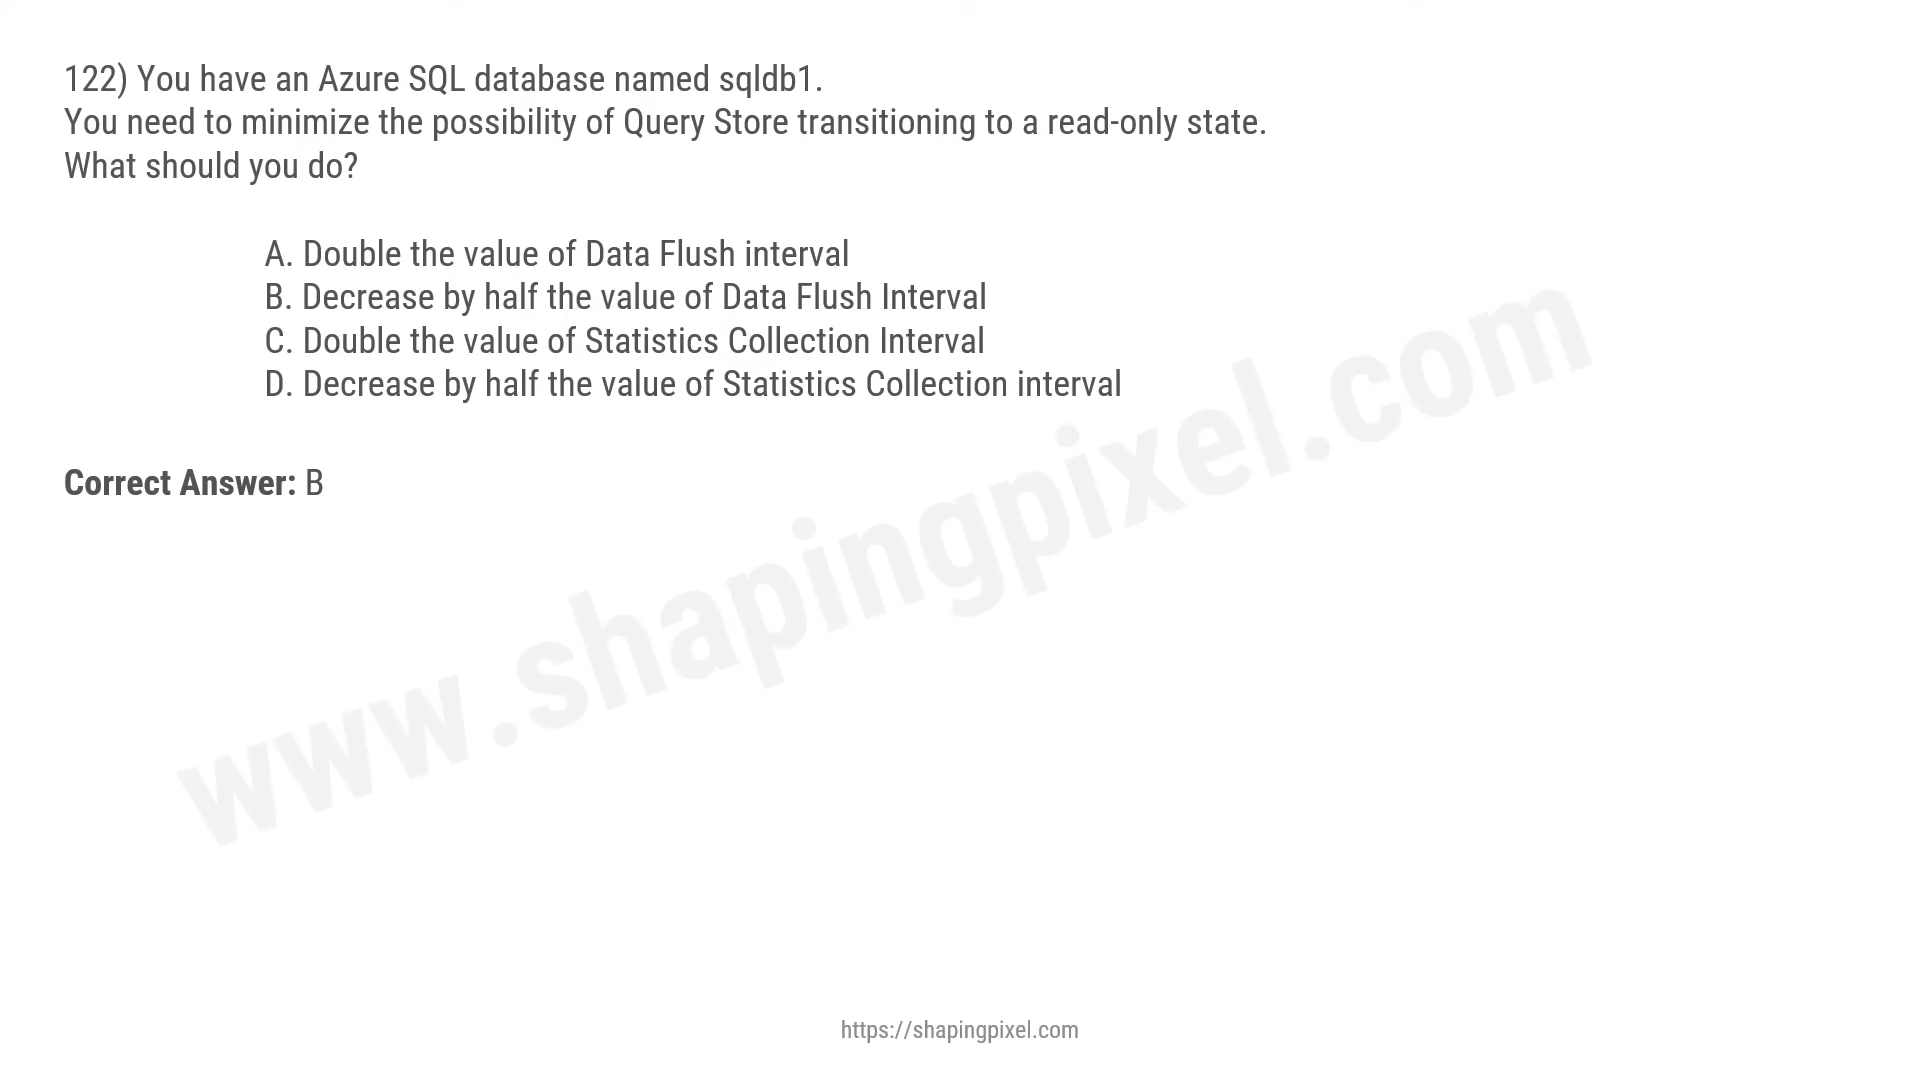 122) You have an Azure SQL database named sqldb1.
You need to minimize the possibility of Query Store transitioning to a read-only state.
What should you do?
A. Double the value of Data Flush interval
B. Decrease by half the value of Data Flush Interval
C. Double the value of Statistics Collection Interval
D. Decrease by half the value of Statistics Collection interval
Correct Answer: B
www.shapingpixel.com
https://shapingpixel.com